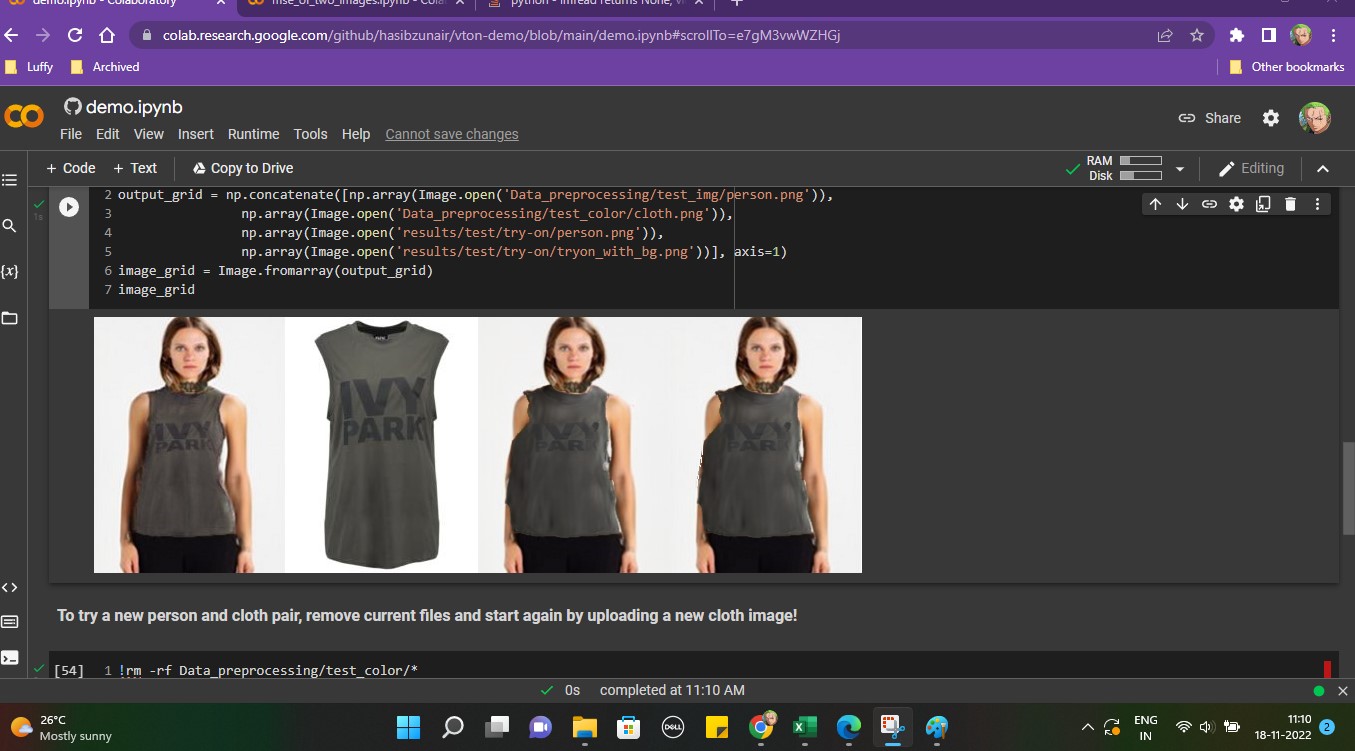 demo.ipynb - Colaboratory
mse_of_two_images.ipynb - Colab
python - imread returns None, vi
colab.research.google.com/github/hasibzunair/vton-demo/blob/main/demo.ipynb#scrollTo=e7gM3vwWZHGj
Luffy
Archived
Other bookmarks
demo.ipynb
File Edit View Insert Runtime Tools Help Cannot save changes
Share
+ Code + Text Copy to Drive
RAM
Disk
Editing
1s
2 output_grid = np.concatenate([np.array(Image.open('Data_preprocessing/test_img/person.png')),
3 np.array(Image.open('Data_preprocessing/test_color/cloth.png')),
4 np.array(Image.open('results/test/try-on/person.png')),
5 np.array(Image.open('results/test/try-on/tryon_with_bg.png'))], axis=1)
6 image_grid = Image.fromarray(output_grid)
7 image_grid
{x}
IVY
PARK
IVY
PARK
IVY
PARK
IVY
PARK
To try a new person and cloth pair, remove current files and start again by uploading a new cloth image!
[54] 1 !rm -rf Data_preprocessing/test_color/*
0s completed at 11:10 AM
26°C
Mostly sunny
DELL
ENG
IN
11:10
18-11-2022
2